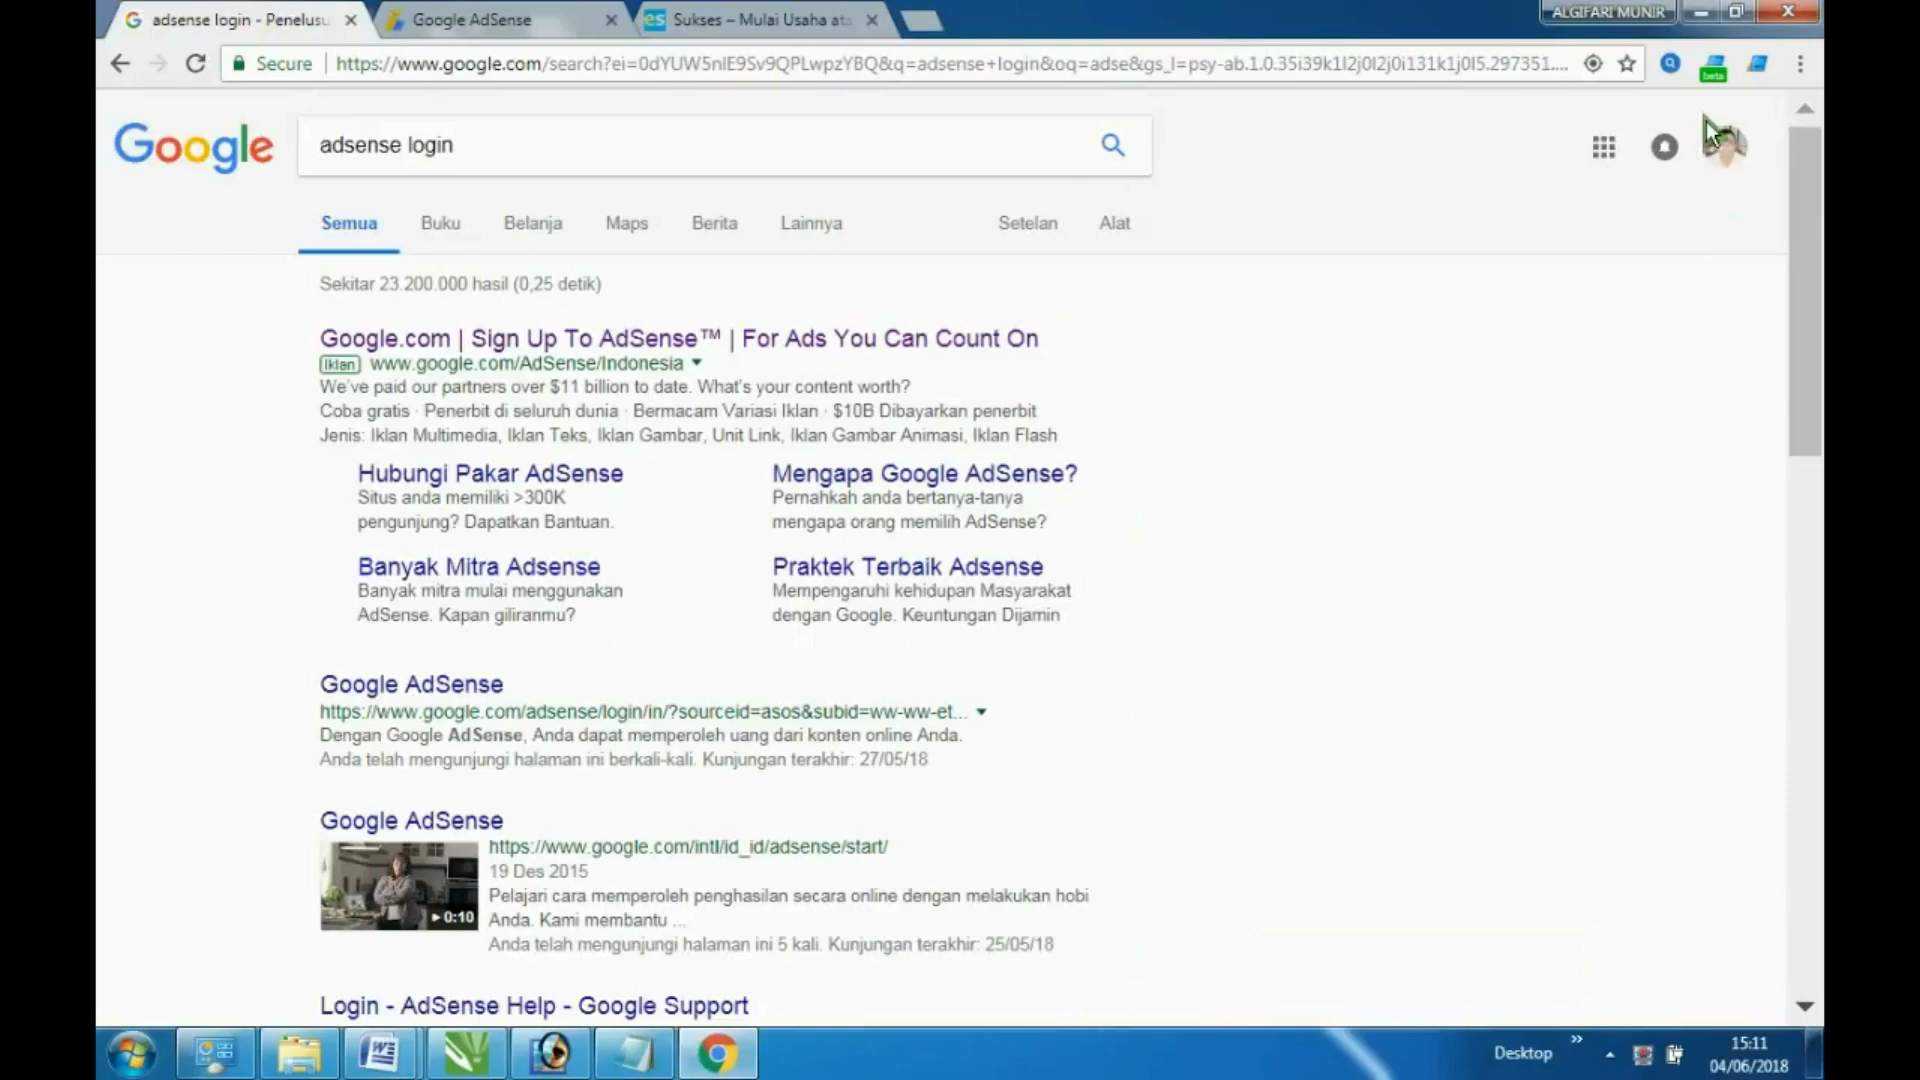 adsense login - Penelusu
Google AdSense
es Sukses – Mulai Usaha ata
ALGIFARI MUNIR
Secure
https://www.google.com/search?ei=0dYUW5nIE9Sv9QPLwpzYBQ&q=adsense+login&oq=adse&gs_l=psy-ab.1.0.35i39k1l2j0l2j0i131k1j0l5.297351....
beta
Google
adsense login
Semua Buku Belanja Maps Berita Lainnya Setelan Alat
Sekitar 23.200.000 hasil (0,25 detik)
Google.com | Sign Up To AdSense™ | For Ads You Can Count On
Iklan www.google.com/AdSense/Indonesia
We've paid our partners over $11 billion to date. What's your content worth?
Coba gratis · Penerbit di seluruh dunia · Bermacam Variasi Iklan · $10B Dibayarkan penerbit
Jenis: Iklan Multimedia, Iklan Teks, Iklan Gambar, Unit Link, Iklan Gambar Animasi, Iklan Flash
Hubungi Pakar AdSense
Situs anda memiliki >300K
pengunjung? Dapatkan Bantuan.
Mengapa Google AdSense?
Pernahkah anda bertanya-tanya
mengapa orang memilih AdSense?
Banyak Mitra Adsense
Banyak mitra mulai menggunakan
AdSense. Kapan giliranmu?
Praktek Terbaik Adsense
Mempengaruhi kehidupan Masyarakat
dengan Google. Keuntungan Dijamin
Google AdSense
https://www.google.com/adsense/login/in/?sourceid=asos&subid=ww-ww-et...
Dengan Google AdSense, Anda dapat memperoleh uang dari konten online Anda.
Anda telah mengunjungi halaman ini berkali-kali. Kunjungan terakhir: 27/05/18
Google AdSense
https://www.google.com/intl/id_id/adsense/start/
19 Des 2015
Pelajari cara memperoleh penghasilan secara online dengan melakukan hobi
Anda. Kami membantu ...
0:10
Anda telah mengunjungi halaman ini 5 kali. Kunjungan terakhir: 25/05/18
Login - AdSense Help - Google Support
Desktop
15:11
04/06/2018